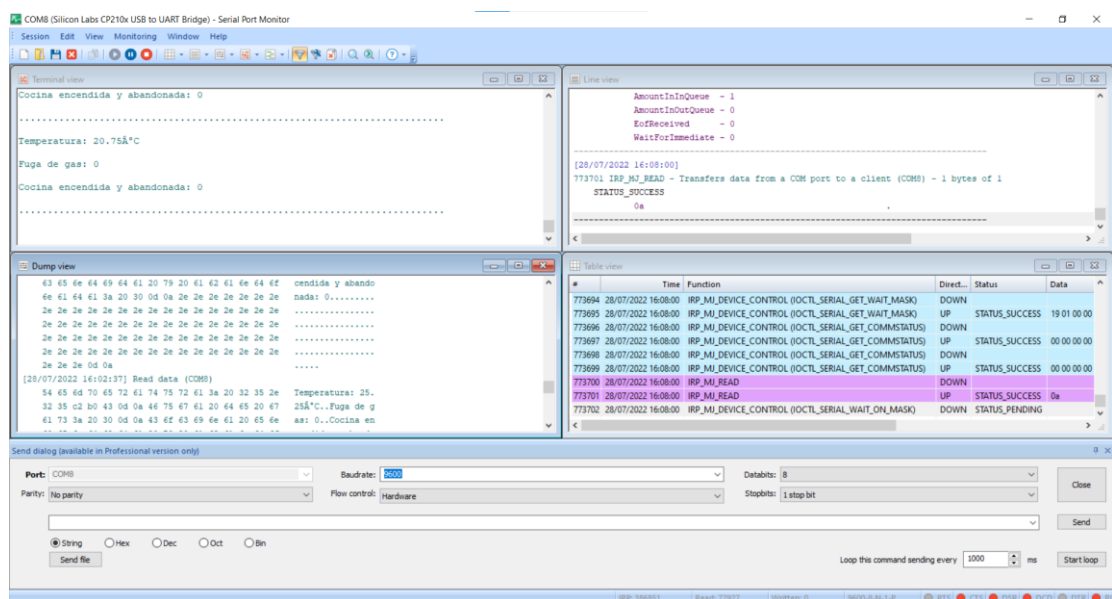 COM8 (Silicon Labs CP210x USB to UART Bridge) - Serial Port Monitor
Session Edit View Monitoring Window Help
Terminal view
Cocina encendida y abandonada: 0
..........................................................................
Temperatura: 20.75Â°C
Fuga de gas: 0
Cocina encendida y abandonada: 0
..........................................................................
Line view
AmountInInQueue - 1
AmountInOutQueue - 0
EofReceived - 0
WaitForImmediate - 0
[28/07/2022 16:08:00]
773701 IRP_MJ_READ - Transfers data from a COM port to a client (COM8) - 1 bytes of 1
STATUS_SUCCESS
0a .
Dump view
63 65 6e 64 69 64 61 20 79 20 61 62 61 6e 64 6f cendida y abando
6e 61 64 61 3a 20 30 0d 0a 2e 2e 2e 2e 2e 2e 2e nada: 0.........
2e 2e 2e 2e 2e 2e 2e 2e 2e 2e 2e 2e 2e 2e 2e 2e ................
2e 2e 2e 2e 2e 2e 2e 2e 2e 2e 2e 2e 2e 2e 2e 2e ................
2e 2e 2e 2e 2e 2e 2e 2e 2e 2e 2e 2e 2e 2e 2e 2e ................
2e 2e 2e 2e 2e 2e 2e 2e 2e 2e 2e 2e 2e 2e 2e 2e ................
2e 2e 2e 0d 0a .....
[28/07/2022 16:02:37] Read data (COM8)
54 65 6d 70 65 72 61 74 75 72 61 3a 20 32 35 2e Temperatura: 25.
32 35 c2 b0 43 0d 0a 46 75 67 61 20 64 65 20 67 25Â°C..Fuga de g
61 73 3a 20 30 0d 0a 43 6f 63 69 6e 61 20 65 6e as: 0..Cocina en
Table view
# Time Function Direct... Status Data
773694 28/07/2022 16:08:00 IRP_MJ_DEVICE_CONTROL (IOCTL_SERIAL_GET_WAIT_MASK) DOWN
773695 28/07/2022 16:08:00 IRP_MJ_DEVICE_CONTROL (IOCTL_SERIAL_GET_WAIT_MASK) UP STATUS_SUCCESS 19 01 00 00
773696 28/07/2022 16:08:00 IRP_MJ_DEVICE_CONTROL (IOCTL_SERIAL_GET_COMMSTATUS) DOWN
773697 28/07/2022 16:08:00 IRP_MJ_DEVICE_CONTROL (IOCTL_SERIAL_GET_COMMSTATUS) UP STATUS_SUCCESS 00 00 00 00
773698 28/07/2022 16:08:00 IRP_MJ_DEVICE_CONTROL (IOCTL_SERIAL_GET_COMMSTATUS) DOWN
773699 28/07/2022 16:08:00 IRP_MJ_DEVICE_CONTROL (IOCTL_SERIAL_GET_COMMSTATUS) UP STATUS_SUCCESS 00 00 00 00
773700 28/07/2022 16:08:00 IRP_MJ_READ DOWN
773701 28/07/2022 16:08:00 IRP_MJ_READ UP STATUS_SUCCESS 0a
773702 28/07/2022 16:08:00 IRP_MJ_DEVICE_CONTROL (IOCTL_SERIAL_WAIT_ON_MASK) DOWN STATUS_PENDING
Send dialog (available in Professional version only)
Port: COM8 Baudrate: 9600 Databits: 8 Close
Parity: No parity Flow control: Hardware Stopbits: 1 stop bit
Send
String Hex Dec Oct Bin
Send file Loop this command sending every 1000 ms Start loop